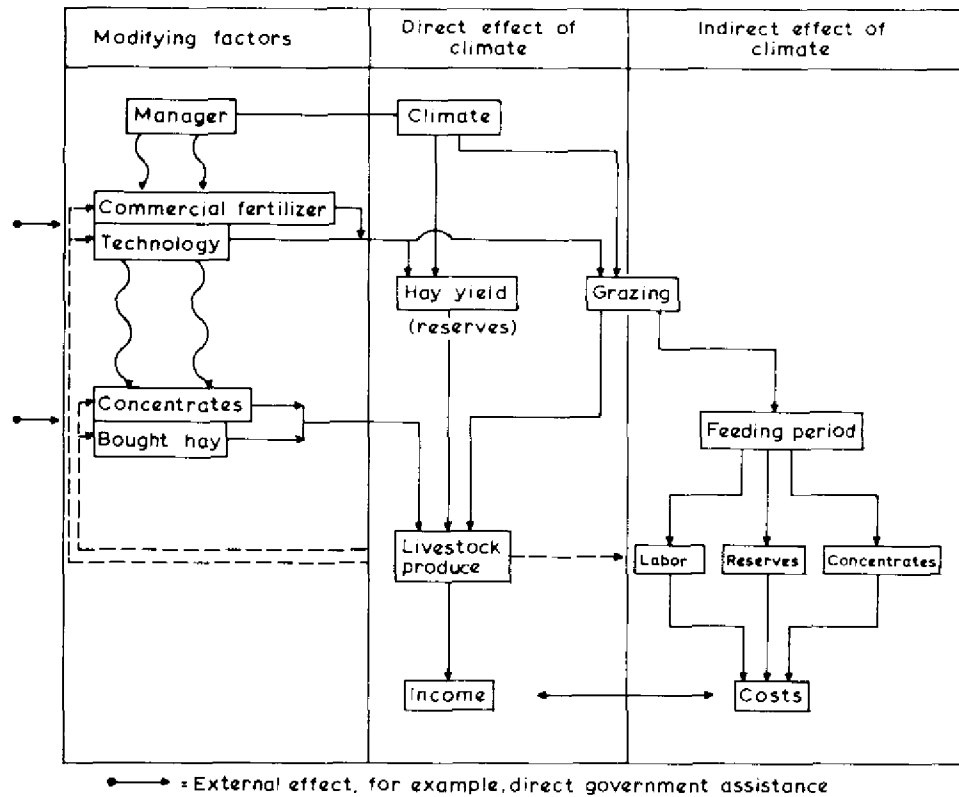 Modifying factors
Direct effect of
climate
Indirect effect of
climate
Manager
Climate
Commercial fertilizer
Technology
Hay yield
(reserves)
Grazing
Concentrates
Bought hay
Feeding period
Livestock
produce
Labor
Reserves
Concentrates
Income
Costs
= External effect, for example, direct government assistance